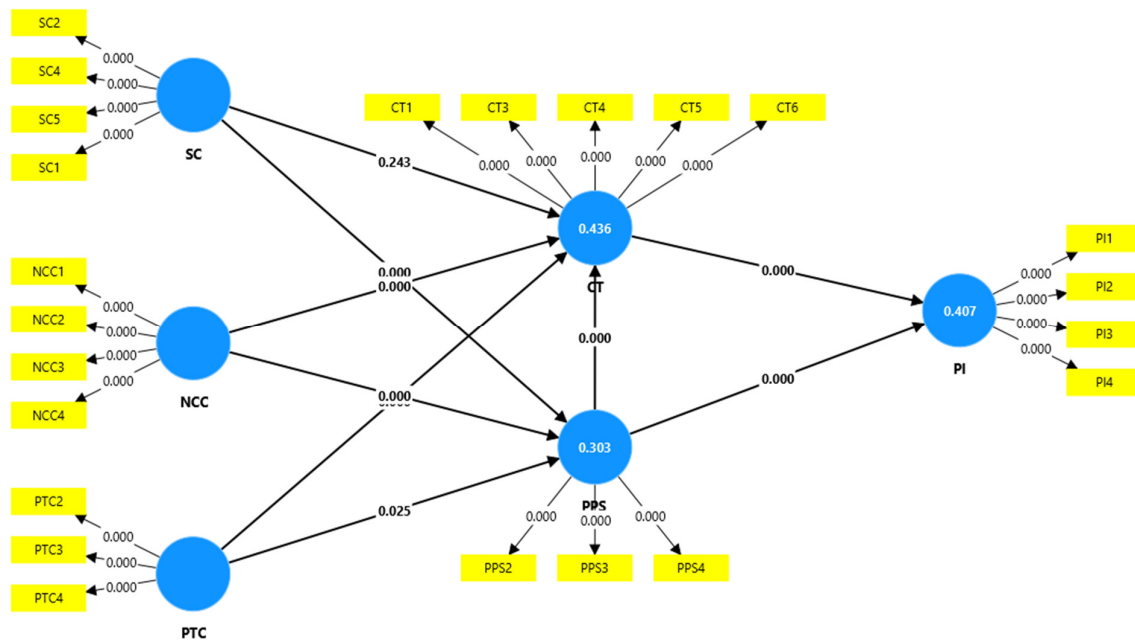 SC2
0.000
SC4
0.000
SC5
0.000
SC1
0.000
SC
NCC1
0.000
NCC2
0.000
NCC3
0.000
NCC4
0.000
NCC
PTC2
0.000
PTC3
0.000
PTC4
0.000
PTC
0.243
0.000
0.000
0.000
0.025
CT1
CT3
CT4
CT5
CT6
0.000
0.000
0.000
0.000
0.000
0.436
CT
0.000
0.303
PPS
0.000
0.000
0.000
PPS2
PPS3
PPS4
0.000
0.000
0.407
PI
PI1
0.000
PI2
0.000
PI3
0.000
PI4
0.000